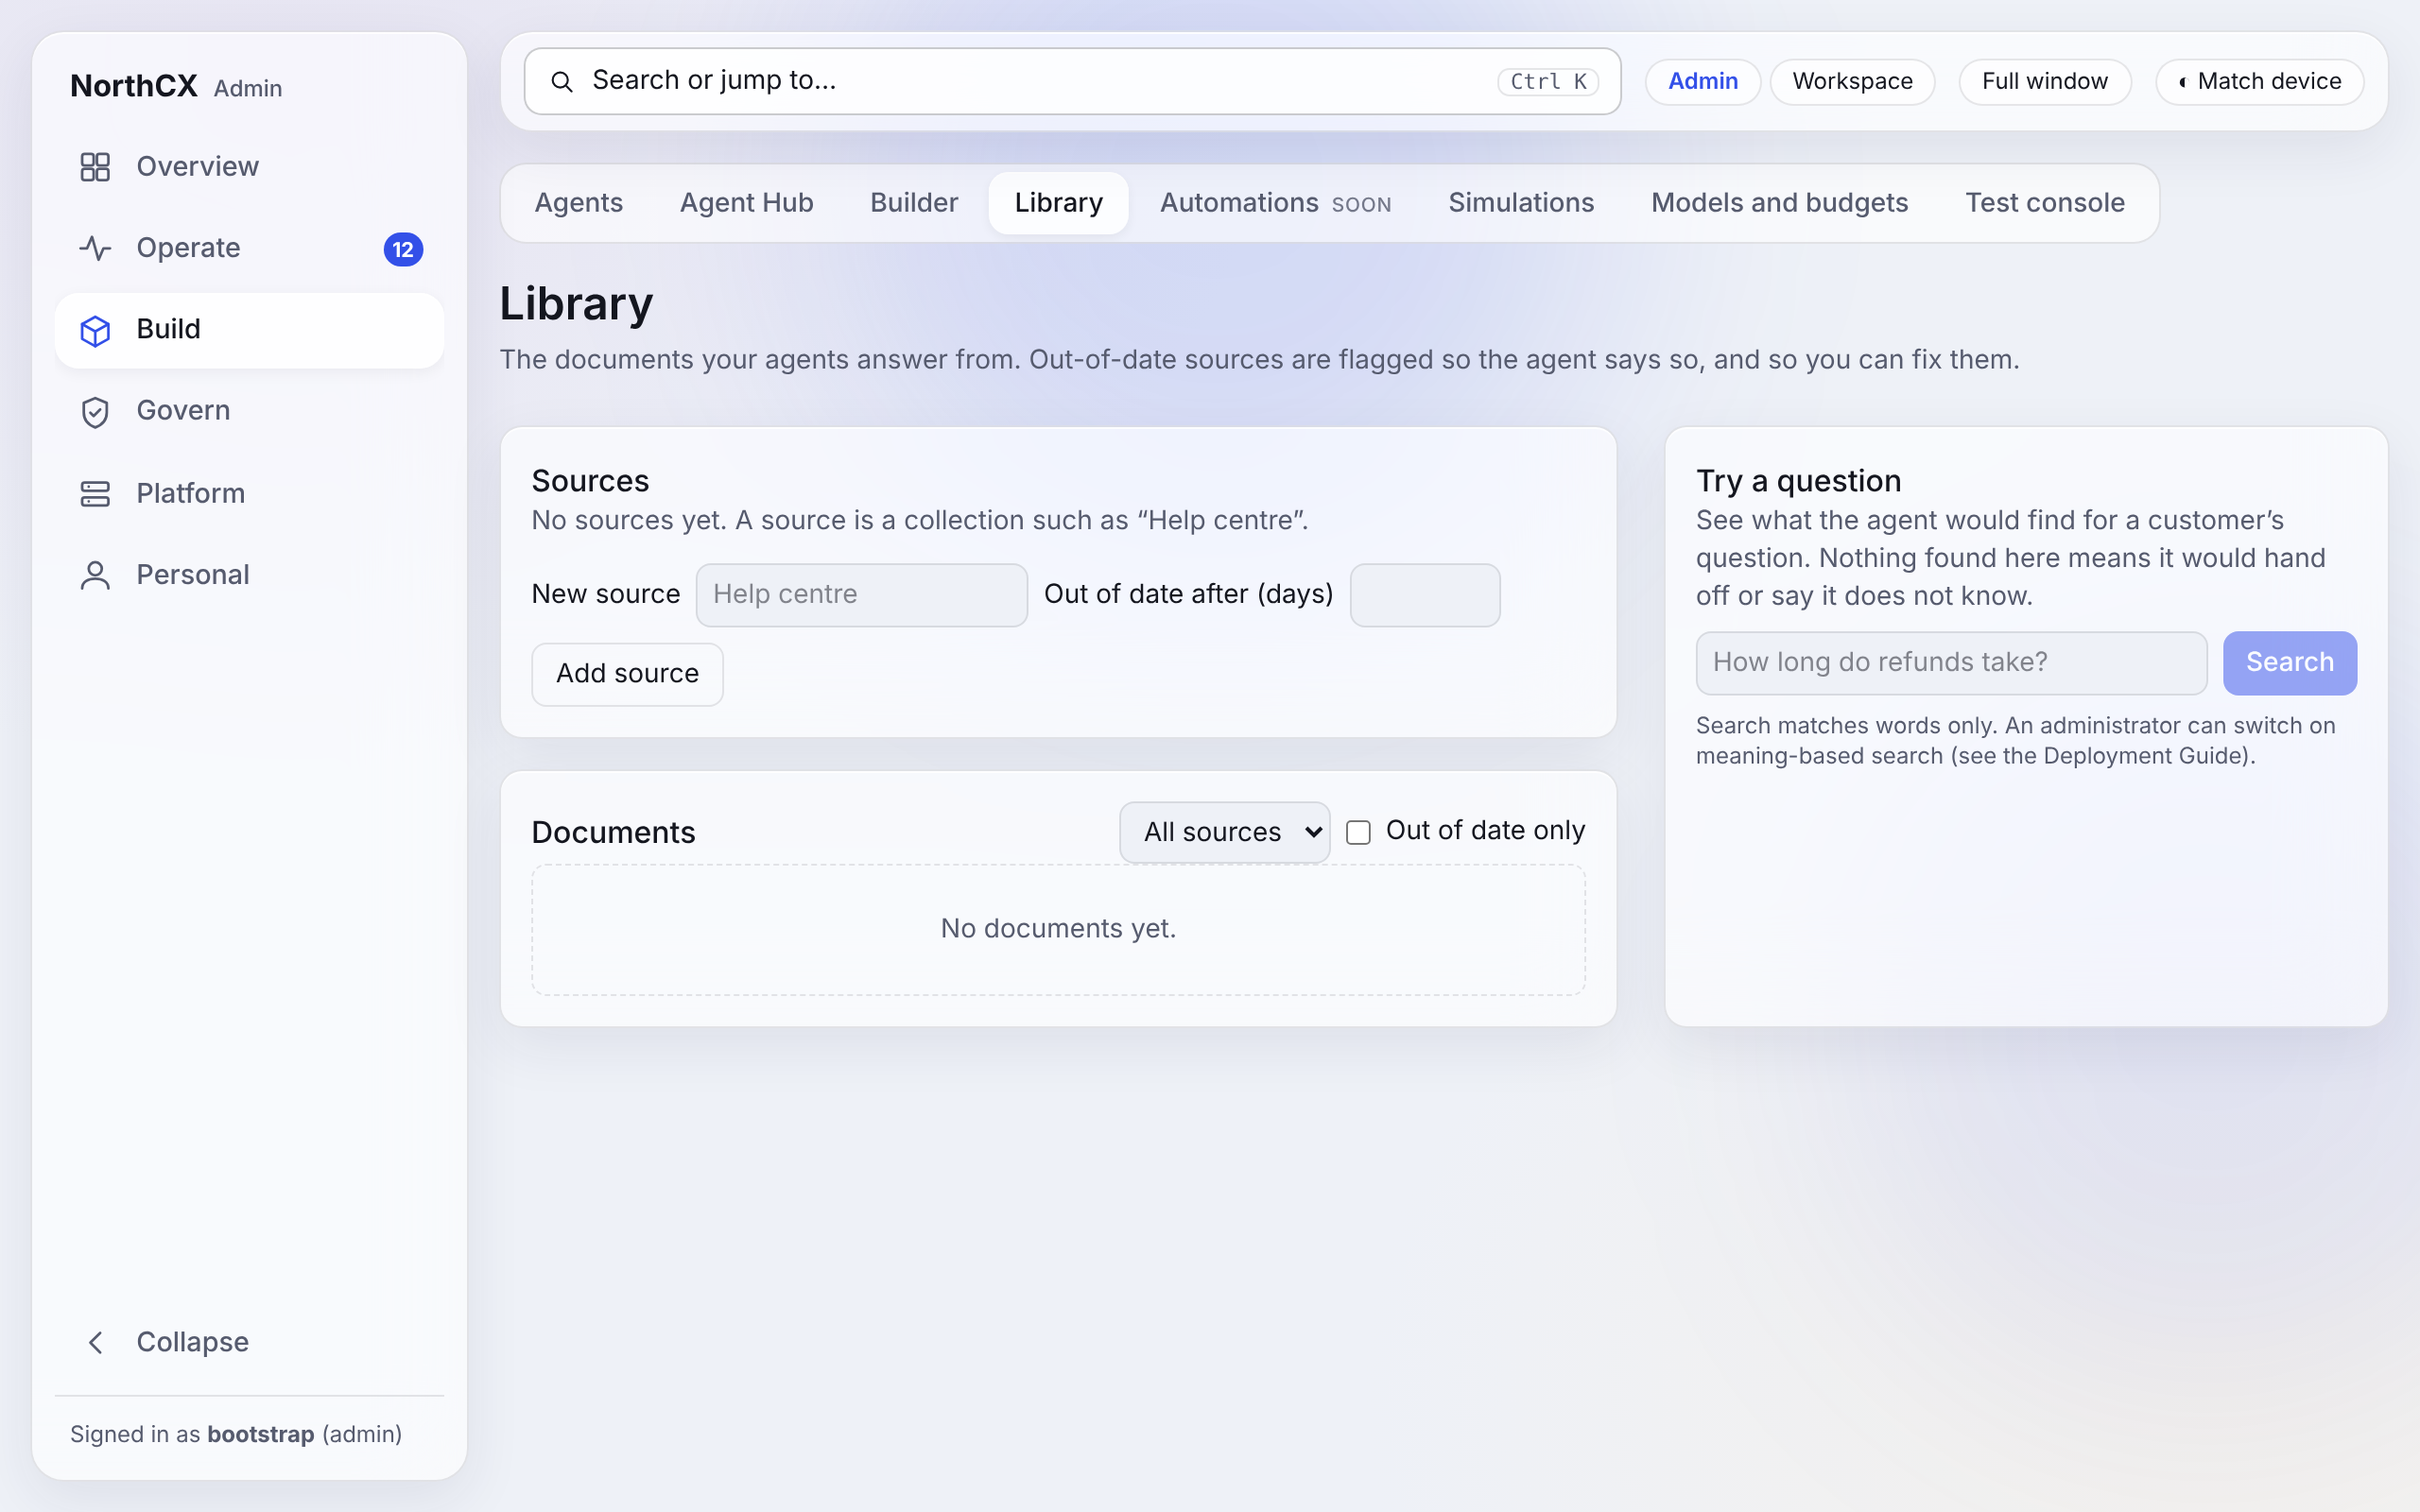 NorthCX Admin
Overview
Operate 12
Build
Govern
Platform
Personal
Collapse
Signed in as bootstrap (admin)
Search or jump to... Ctrl K
Admin
Workspace
Full window
Match device
Agents
Agent Hub
Builder
Library
Automations SOON
Simulations
Models and budgets
Test console
Library
The documents your agents answer from. Out-of-date sources are flagged so the agent says so, and so you can fix them.
Sources
No sources yet. A source is a collection such as “Help centre”.
New source Help centre Out of date after (days)
Add source
Documents All sources Out of date only
No documents yet.
Try a question
See what the agent would find for a customer’s
question. Nothing found here means it would hand
off or say it does not know.
How long do refunds take? Search
Search matches words only. An administrator can switch on
meaning-based search (see the Deployment Guide).